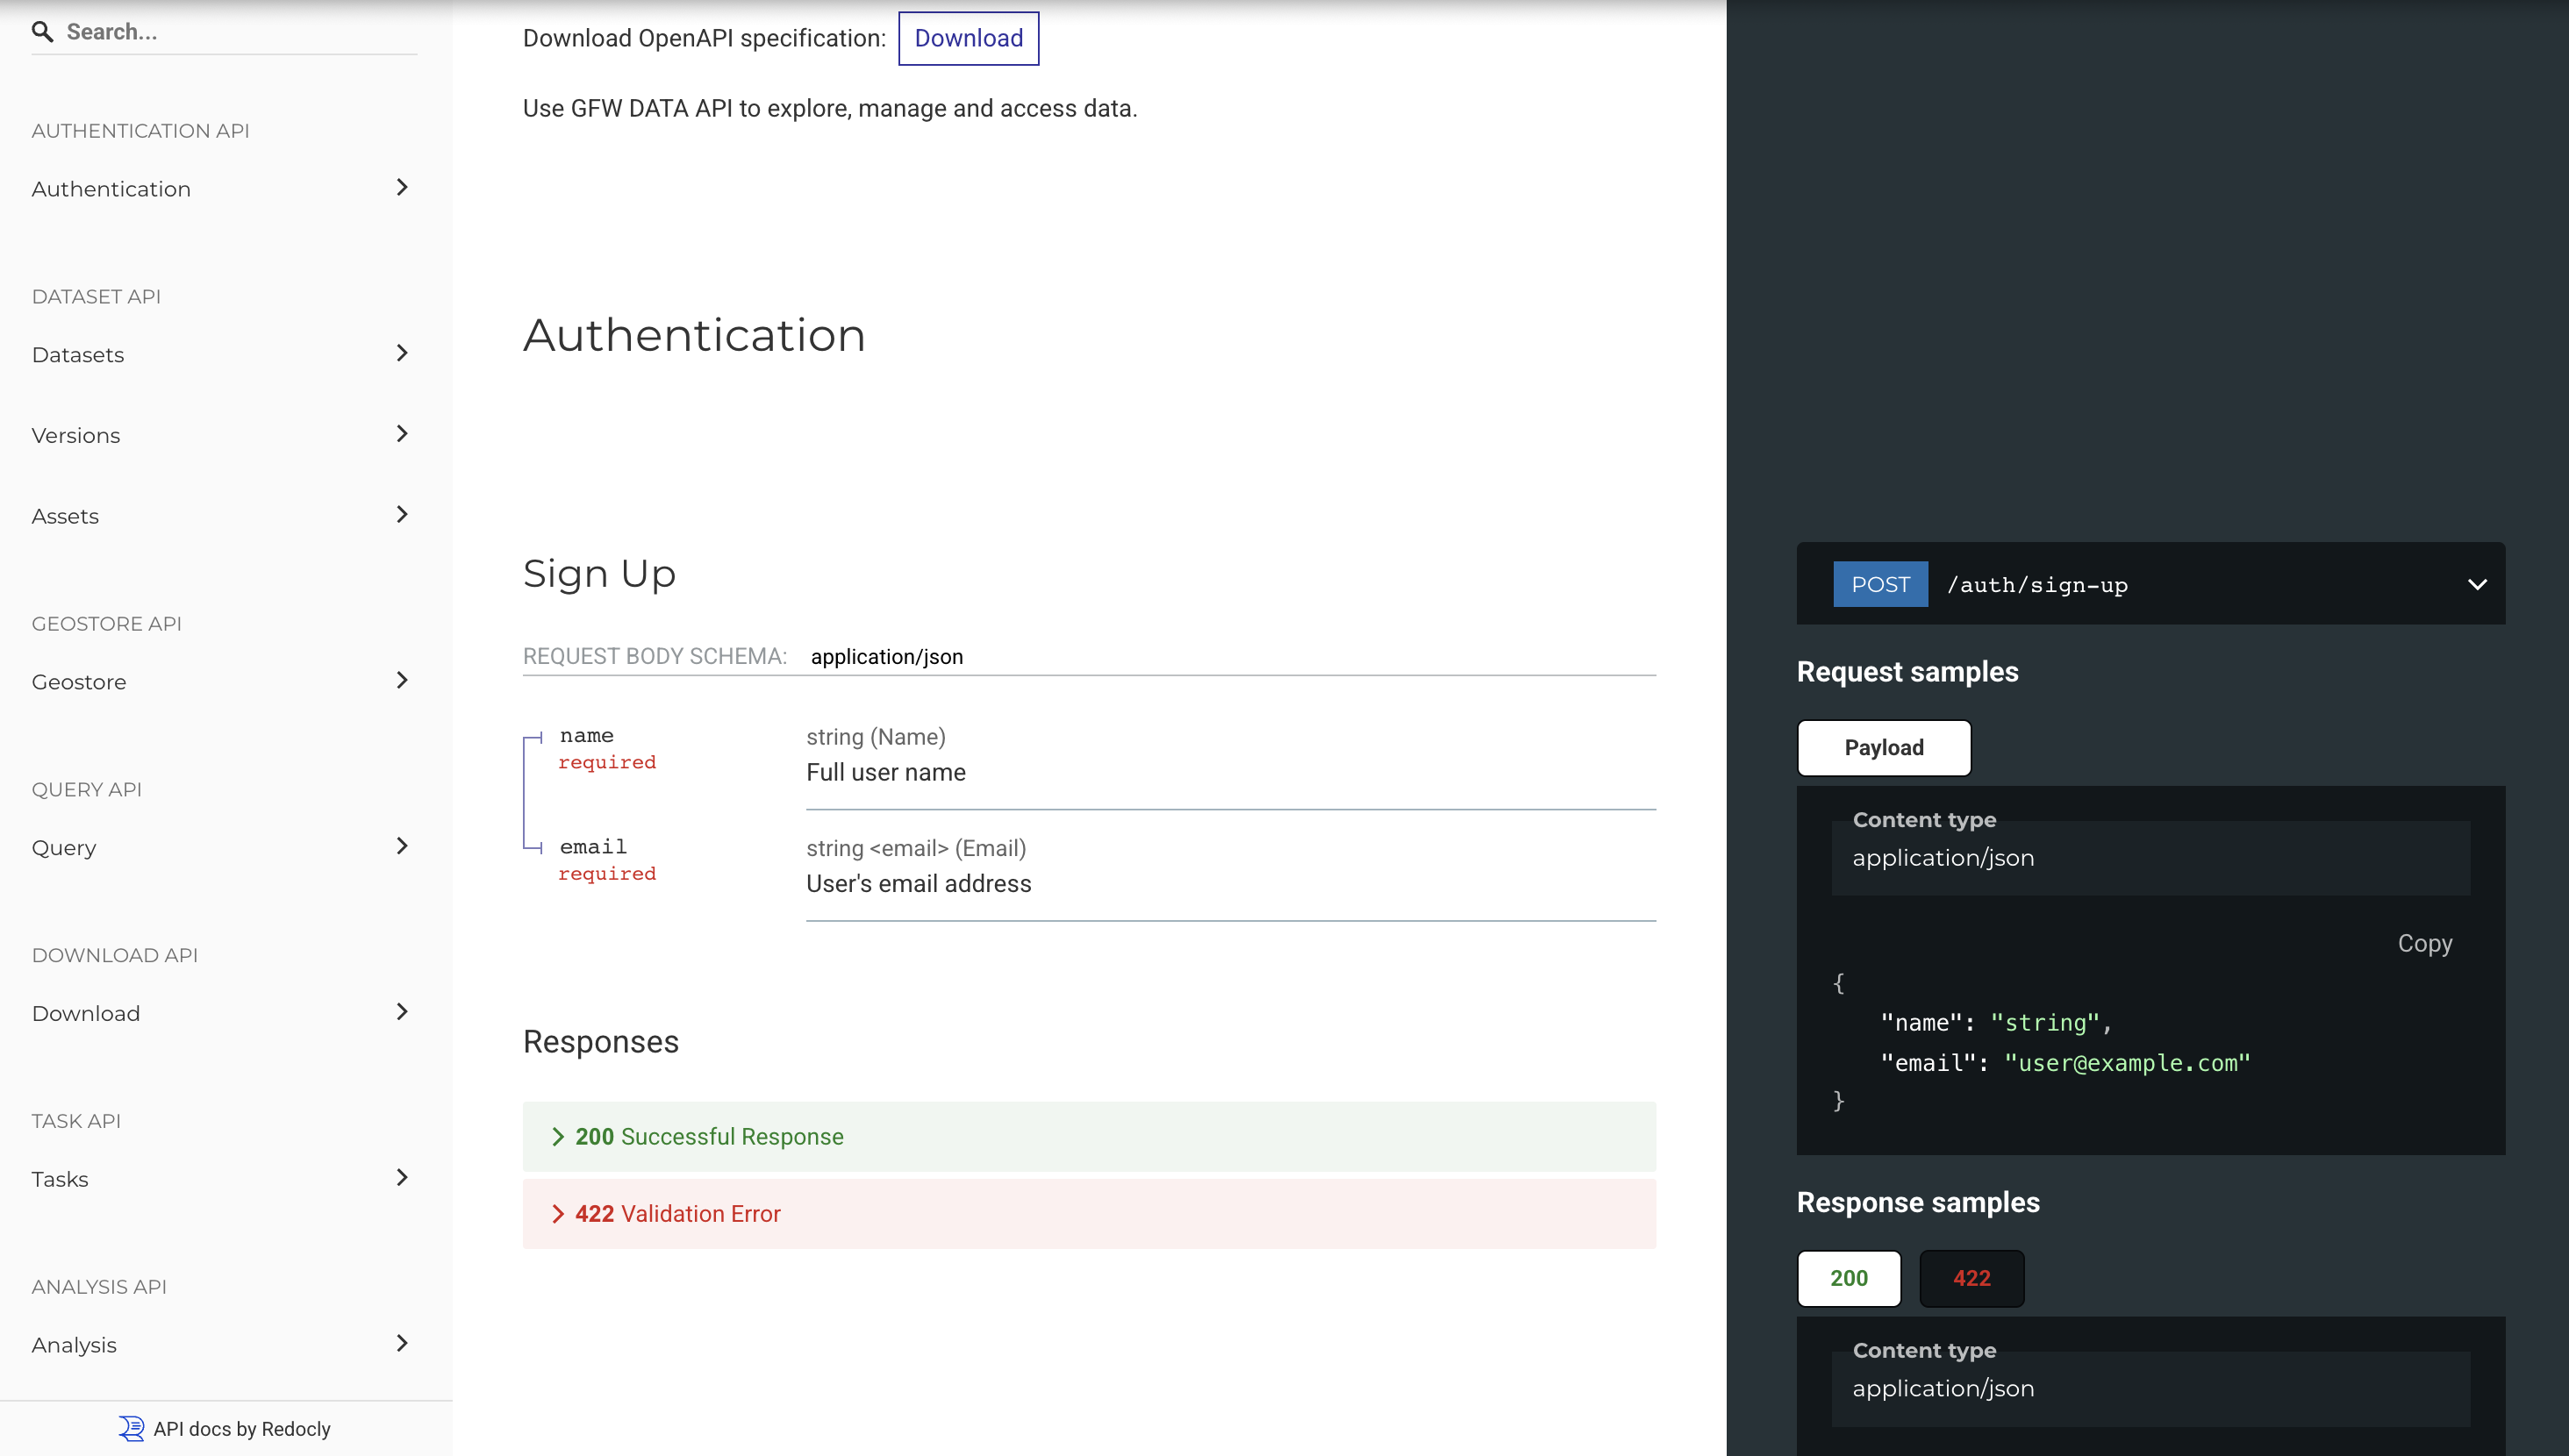 Search...
AUTHENTICATION API
Authentication
DATASET API
Datasets
Versions
Assets
GEOSTORE API
Geostore
QUERY API
Query
DOWNLOAD API
Download
TASK API
Tasks
ANALYSIS API
Analysis
API docs by Redocly
Download OpenAPI specification: Download
Use GFW DATA API to explore, manage and access data.
Authentication
Sign Up
REQUEST BODY SCHEMA: application/json
name string (Name)
required Full user name
email string <email> (Email)
required User's email address
Responses
200 Successful Response
422 Validation Error
POST /auth/sign-up
Request samples
Payload
Content type
application/json
Copy
{
"name": "string",
"email": "user@example.com"
}
Response samples
200 422
Content type
application/json